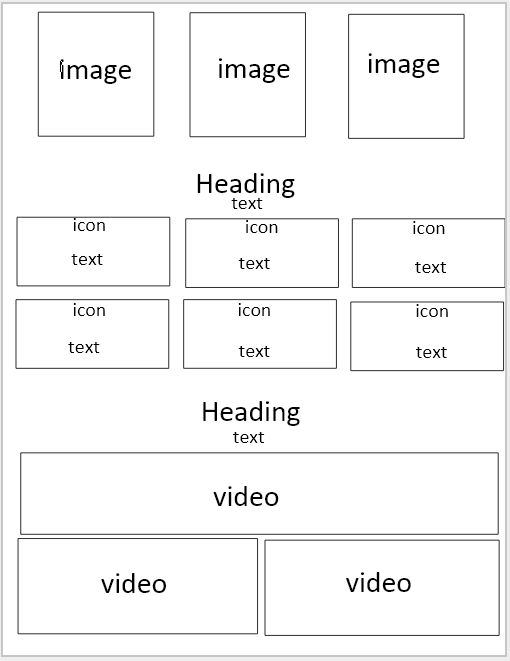 image image image
Heading
text
icon icon icon
text text text
icon icon icon
text text text
Heading
text
video
video video